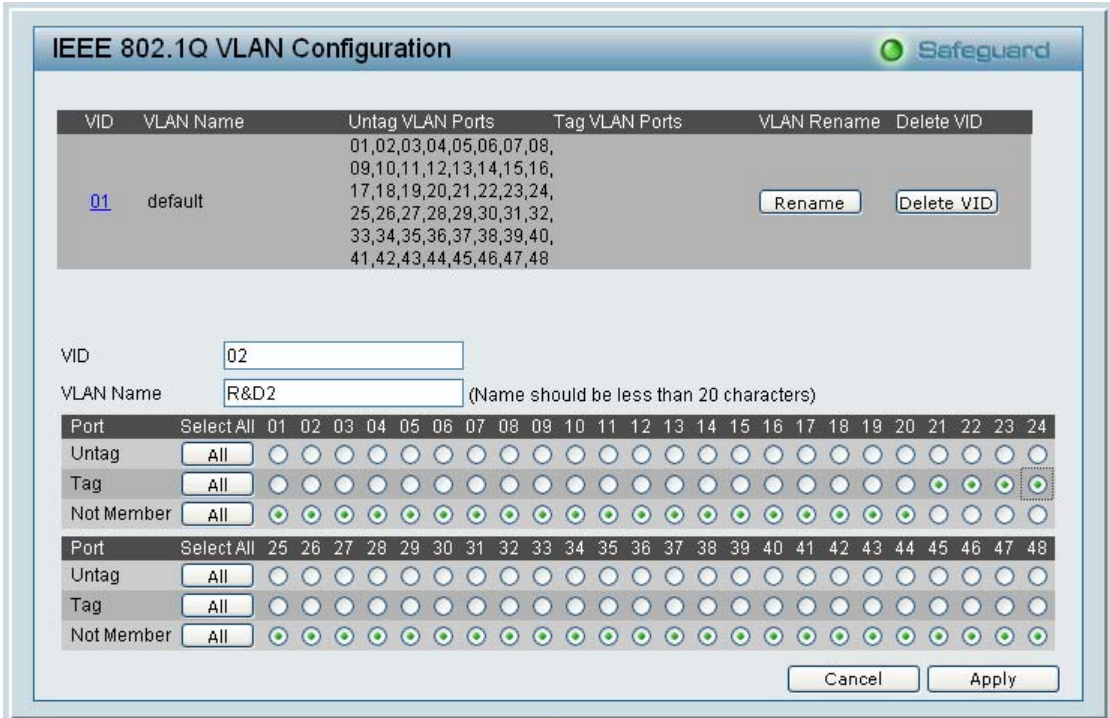 IEEE 802.1Q VLAN Configuration
Safeguard
VID VLAN Name Untag VLAN Ports Tag VLAN Ports VLAN Rename Delete VID
01,02,03,04,05,06,07,08,
09,10,11,12,13,14,15,16,
17,18,19,20,21,22,23,24,
01 default Rename Delete VID
25,26,27,28,29,30,31,32,
33,34,35,36,37,38,39,40,
41,42,43,44,45,46,47,48
VID 02
VLAN Name R&D2 (Name should be less than 20 characters)
Port Select All 01 02 03 04 05 06 07 08 09 10 11 12 13 14 15 16 17 18 19 20 21 22 23 24
Untag All
Tag All
Not Member All
Port Select All 25 26 27 28 29 30 31 32 33 34 35 36 37 38 39 40 41 42 43 44 45 46 47 48
Untag All
Tag All
Not Member All
Cancel Apply